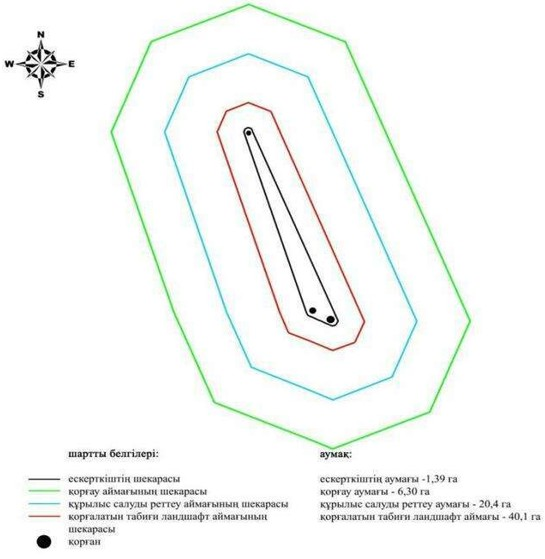 N
W E
S
шартты белгілері: аумақ:
ескерткіштің шекарасы ескерткіштің аумағы -1,39 га
қорғау аймағының шекарасы қорғау аумағы - 6,30 га
құрылыс салуды реттеу аймағының шекарасы құрылыс салуды реттеу аумағы - 20,4 га
қорғалатын табиғи ландшафт аймағының қорғалатын табиғи ландшафт аймағы - 40,1 га
шекарасы
қорған